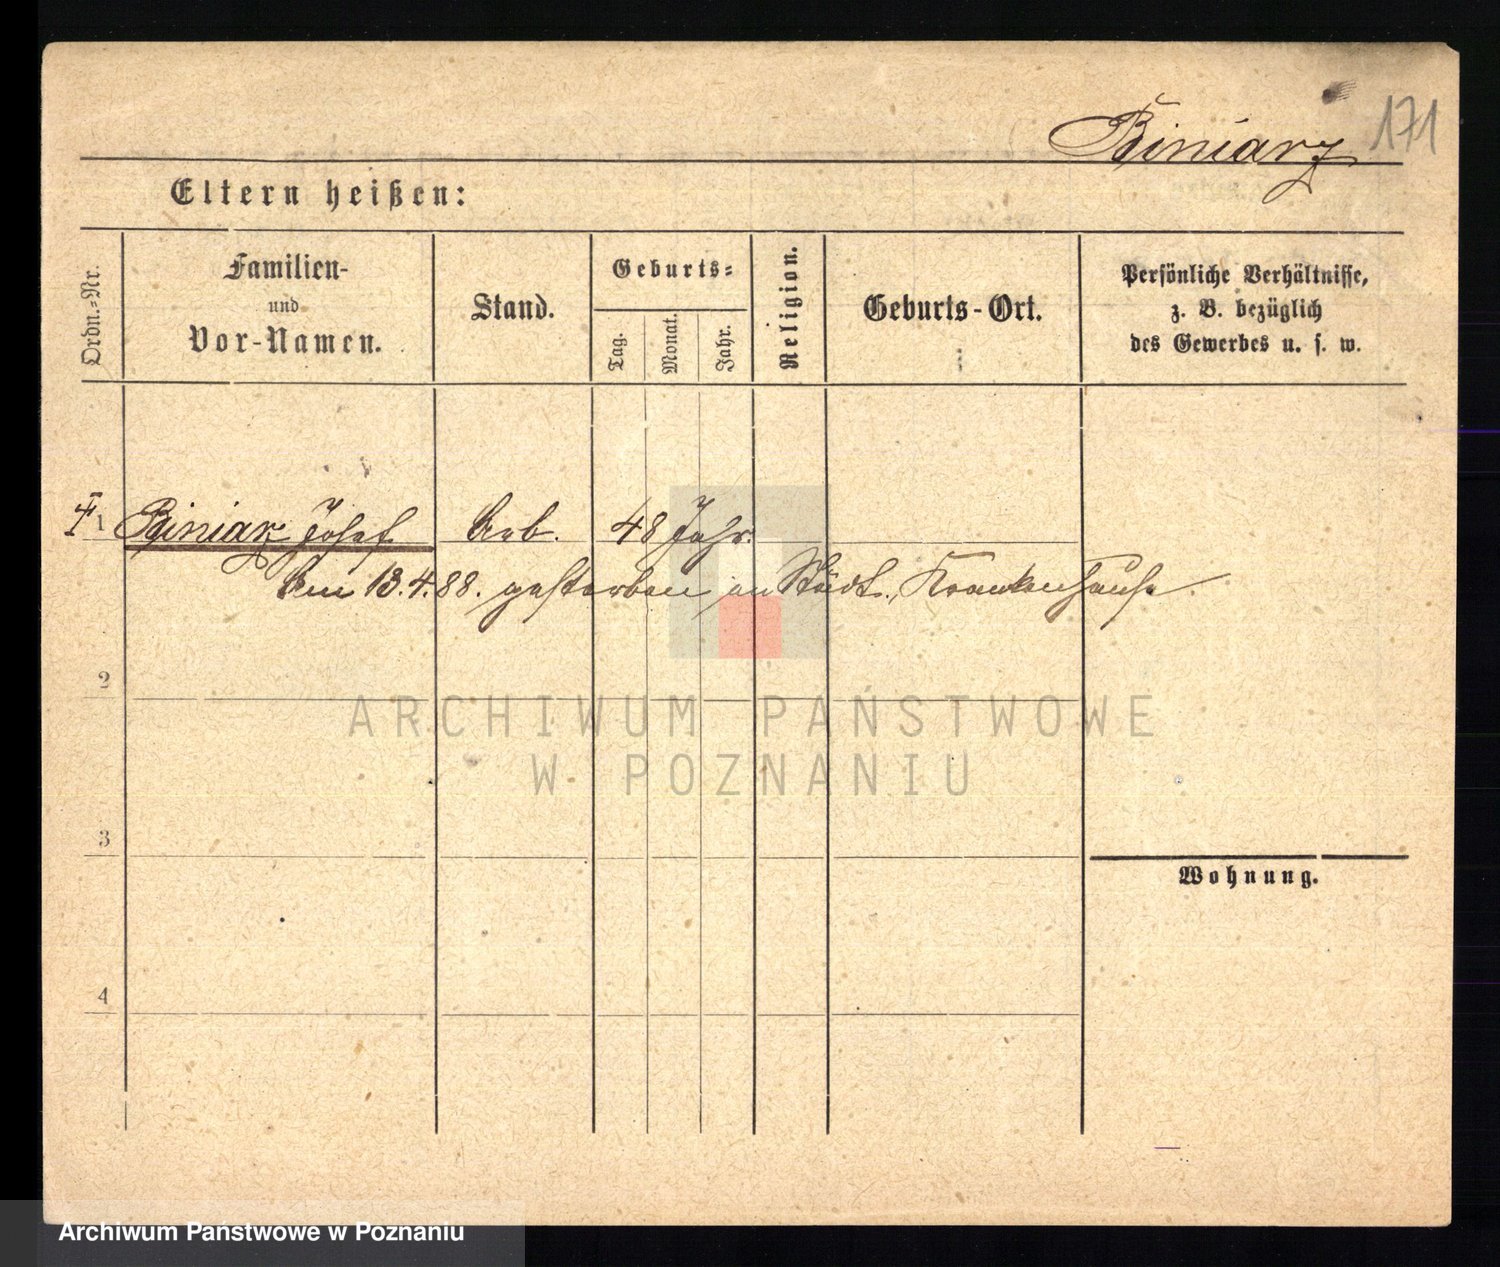 Biniarz 171
Eltern heißen:
Ordn.-Nr.
Familien-
und
Vor-Namen.
Stand.
Geburts-
Tag.
Monat.
Jahr.
Religion.
Geburts-Ort.
Persönliche Verhältnisse,
z. B. bezüglich
des Gewerbes u. s. w.
1 Biniarz Josef Arb. 48 Jahr.
Am 13.4.88. gestorben im Städt. Krankenhause.
2
ARCHIWUM PAŃSTWOWE
W POZNANIU
3
Wohnung.
4
Archiwum Państwowe w Poznaniu